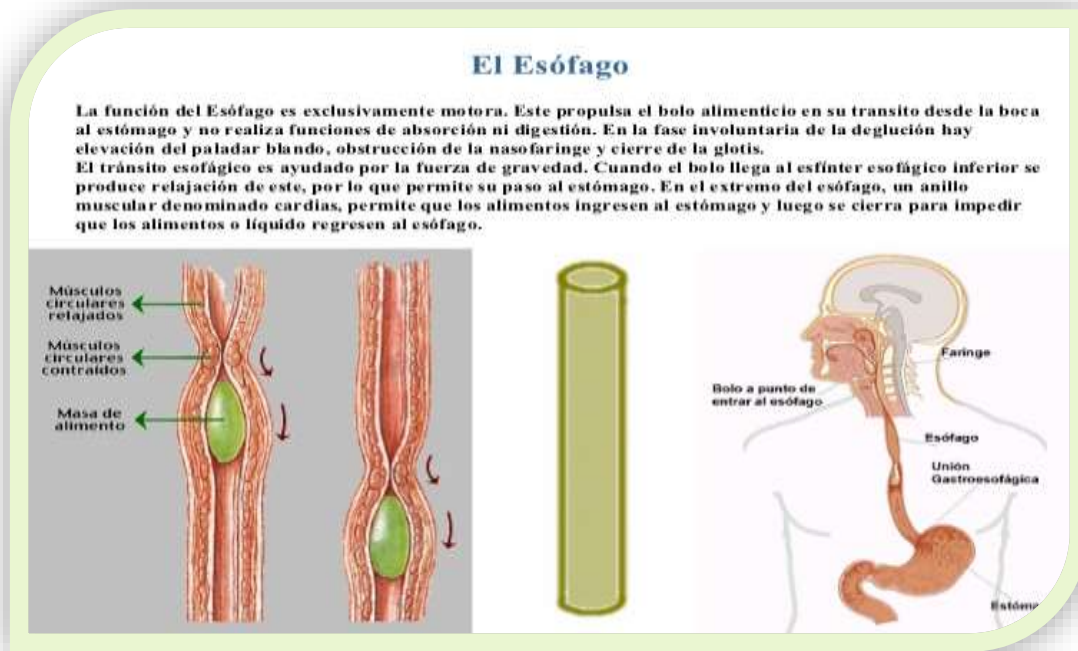 El Esófago
La función del Esófago es exclusivamente motora. Este propulsa el bolo alimenticio en su transito desde la boca
al estómago y no realiza funciones de absorción ni digestión. En la fase involuntaria de la deglución hay
elevación del paladar blando, obstrucción de la nasofaringe y cierre de la glotis.
El tránsito esofágico es ayudado por la fuerza de gravedad. Cuando el bolo llega al esfínter esofágico inferior se
produce relajación de este, por lo que permite su paso al estómago. En el extremo del esófago, un anillo
muscular denominado cardias, permite que los alimentos ingresen al estómago y luego se cierra para impedir
que los alimentos o líquido regresen al esófago.
Músculos
circulares
relajados
Músculos
circulares
contraídos
Masa de
alimento
Faringe
Bolo a punto de
entrar al esófago
Esófago
Unión
Gastroesofágica
Estóma